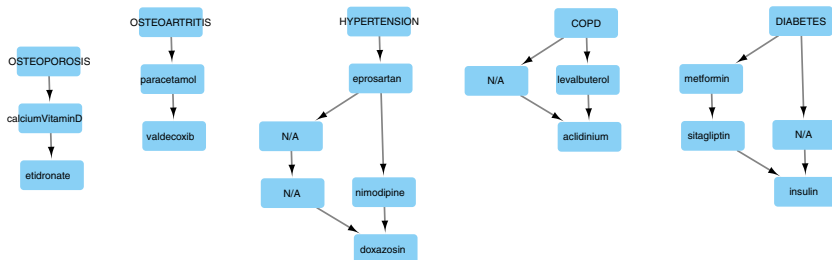 OSTEOPOROSIS
calciumVitaminD
etidronate
OSTEOARTRITIS
paracetamol
valdecoxib
HYPERTENSION
eprosartan
N/A
N/A
nimodipine
doxazosin
COPD
N/A
levalbuterol
aclidinium
DIABETES
metformin
sitagliptin
N/A
insulin